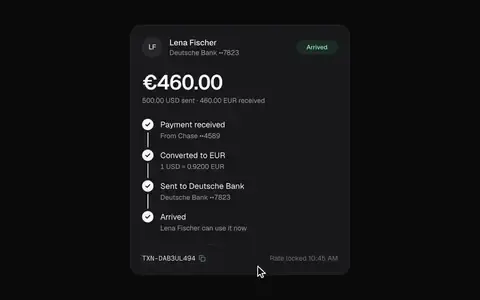 LF
Lena Fischer
Deutsche Bank ••7823
Arrived
€460.00
500.00 USD sent · 460.00 EUR received
Payment received
From Chase ••4589
Converted to EUR
1 USD = 0.9200 EUR
Sent to Deutsche Bank
Deutsche Bank ••7823
Arrived
Lena Fischer can use it now
TXN-DAB3UL494
Rate locked 10:45 AM